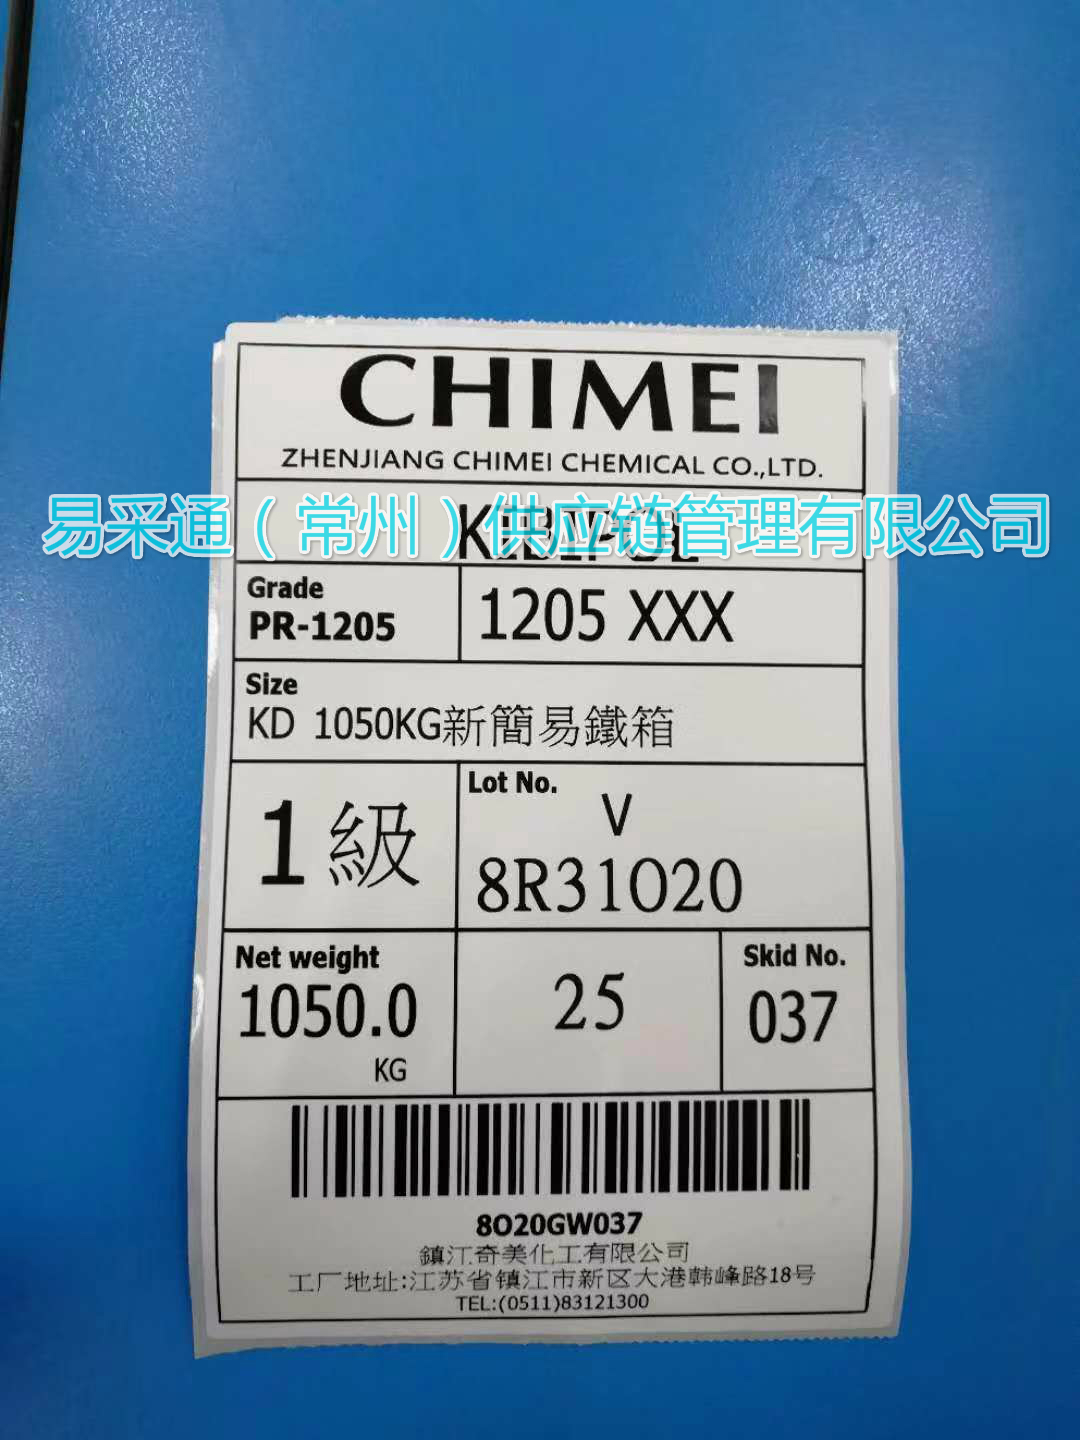 CHIMEI
ZHENJIANG CHIMEI CHEMICAL CO.,LTD.
易采通（常州）供应链管理有限公司
KIBIPOL
Grade
PR-1205
1205 XXX
Size
KD 1050KG新簡易鐵箱
1級
Lot No.
V
8R31O20
Net weight
1050.0
KG
25
Skid No.
037
8O20GW037
鎮江奇美化工有限公司
工厂地址:江苏省镇江市新区大港韩峰路18号
TEL:(0511)83121300